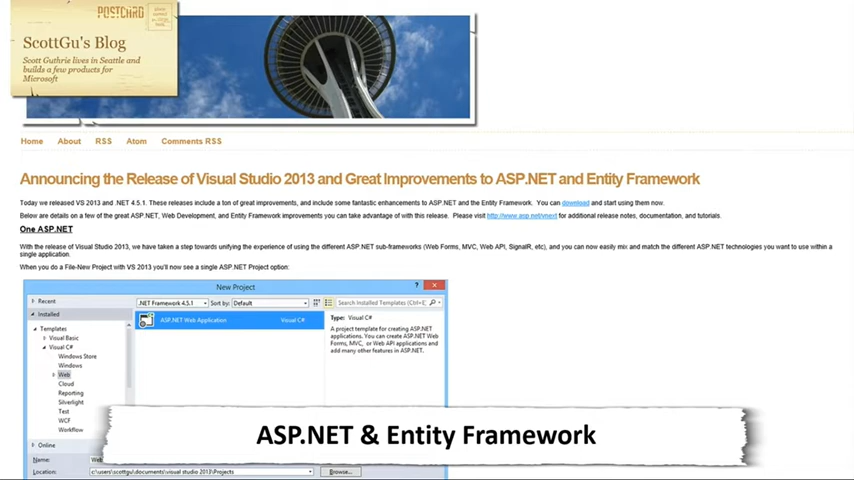 POSTCARD
ScottGu's Blog
Scott Guthrie lives in Seattle and
builds a few products for
Microsoft
Home About RSS Atom Comments RSS
Announcing the Release of Visual Studio 2013 and Great Improvements to ASP.NET and Entity Framework
Today we released VS 2013 and .NET 4.5.1. These releases include a ton of great improvements, and include some fantastic enhancements to ASP.NET and the Entity Framework. You can download and start using them now.
Below are details on a few of the great ASP.NET, Web Development, and Entity Framework improvements you can take advantage of with this release. Please visit http://www.asp.net/vnext for additional release notes, documentation, and tutorials.
One ASP.NET
With the release of Visual Studio 2013, we have taken a step towards unifying the experience of using the different ASP.NET sub-frameworks (Web Forms, MVC, Web API, SignalR, etc), and you can now easily mix and match the different ASP.NET technologies you want to use within a
single application.
When you do a File-New Project with VS 2013 you'll now see a single ASP.NET Project option:
New Project
? ×
Recent
.NET Framework 4.5.1 Sort by: Default Search Installed Templates (Ctrl+E)
Installed
Templates
Visual Basic
Visual C#
Windows Store
Windows
Web
Cloud
Reporting
Silverlight
Test
WCF
Workflow
Online
ASP.NET Web Application Visual C#
Type: Visual C#
A project template for creating ASP.NET
applications. You can create ASP.NET Web
Forms, MVC, or Web API applications and
add many other features in ASP.NET.
Name:
Location: c:\users\scottgu\documents\visual studio 2013\Projects Browse...
ASP.NET & Entity Framework